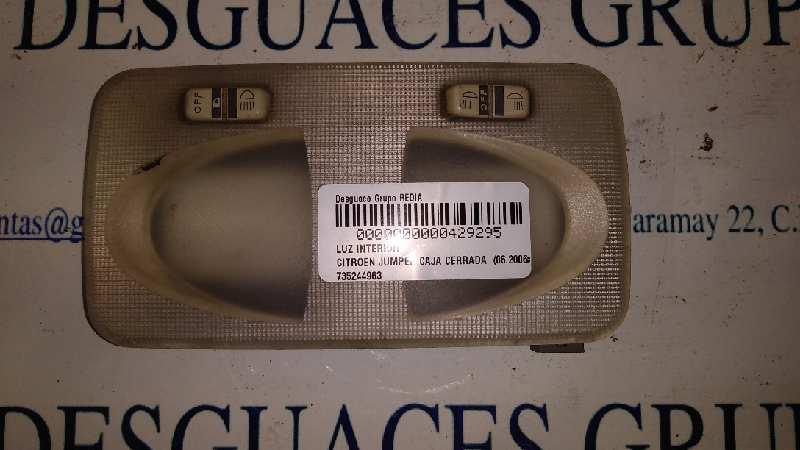 DESGUACES GRUP
OFF
OFF
Desguace Grupo REDIA
0000000000429295
LUZ INTERIOR
CITROEN JUMPER CAJA CERRADA (06.2006
735244963
ntas@g
aramay 22, C.
DESGUACES GRU